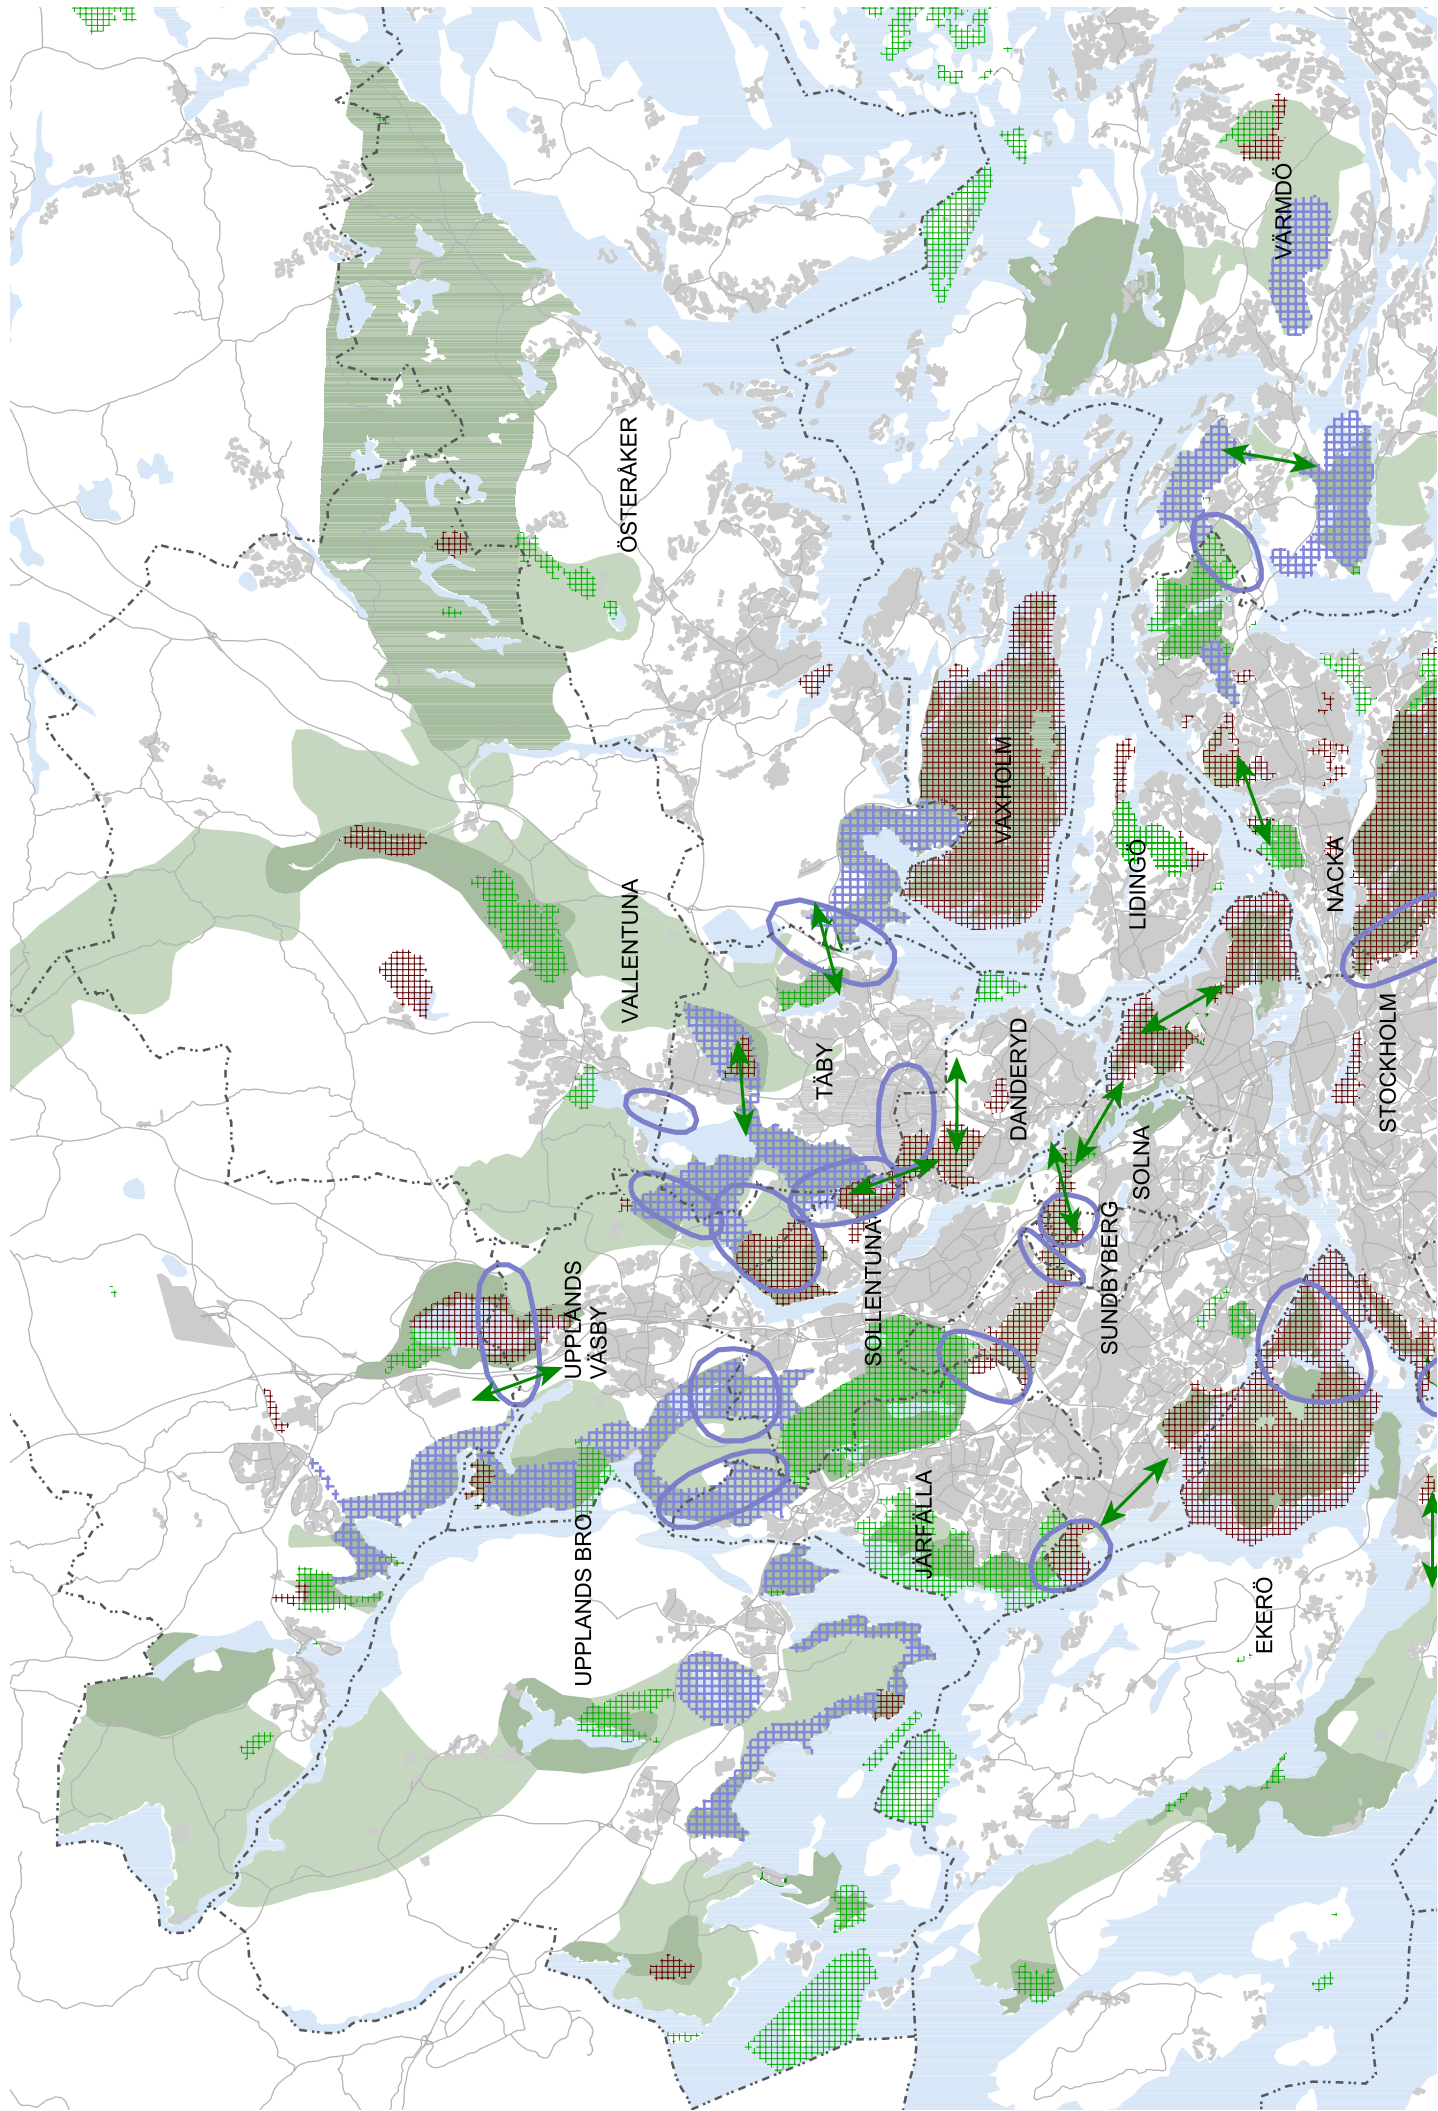 VÄRMDÖ
ÖSTERÅKER
VAXHOLM
LIDINGÖ
NACKA
VALLENTUNA
STOCKHOLM
TÄBY
DANDERYD
SOLNA
UPPLANDS
VÄSBY
SOLLENTUNA
SUNDBYBERG
JÄRFÄLLA
UPPLANDS BRO
EKERÖ